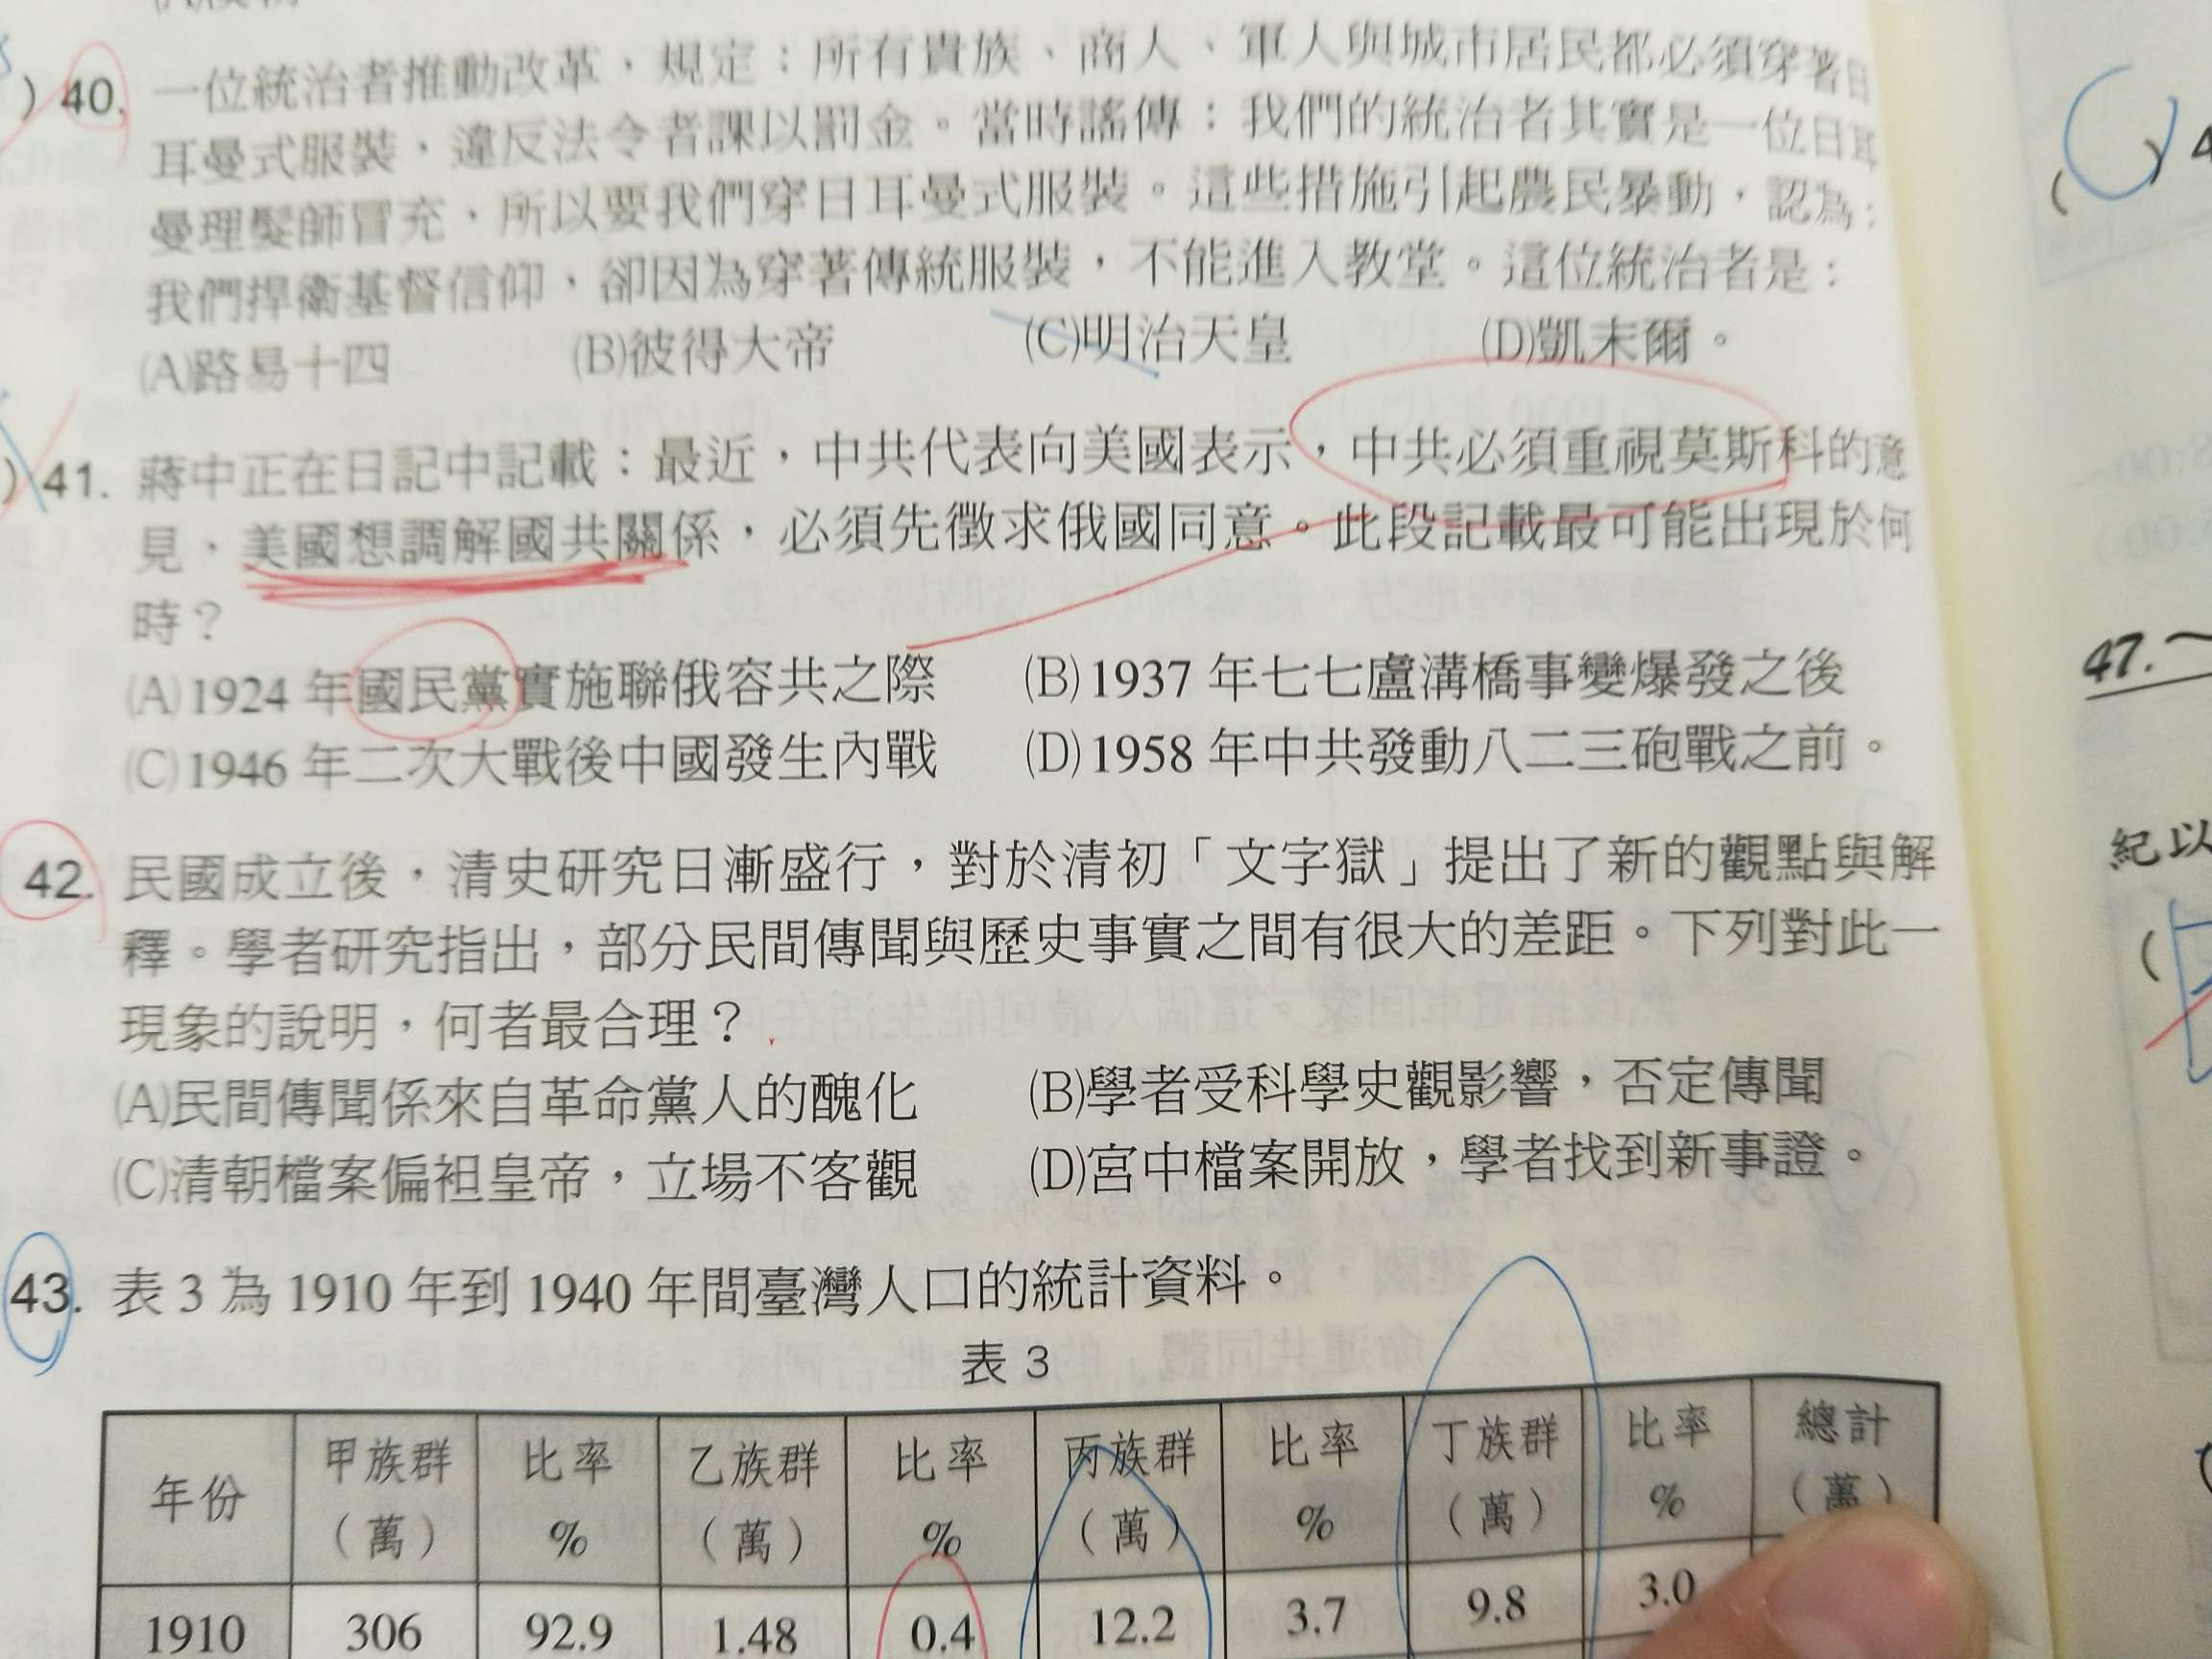 )40. 一位統治者推動改革，規定：所有貴族、商人、軍人與城市居民都必須穿著日
耳曼式服裝，違反法令者課以罰金。當時謠傳：我們的統治者其實是一位日耳
曼理髮師冒充，所以要我們穿日耳曼式服裝。這些措施引起農民暴動，認為：
我們捍衛基督信仰，卻因為穿著傳統服裝，不能進入教堂。這位統治者是：
(A)路易十四 (B)彼得大帝 (C)明治天皇 (D)凱末爾。
)41. 蔣中正在日記中記載：最近，中共代表向美國表示，中共必須重視莫斯科的意
見，美國想調解國共關係，必須先徵求俄國同意。此段記載最可能出現於何
時？
(A)1924 年國民黨實施聯俄容共之際 (B)1937 年七七盧溝橋事變爆發之後
(C)1946 年二次大戰後中國發生內戰 (D)1958 年中共發動八二三砲戰之前。
42. 民國成立後，清史研究日漸盛行，對於清初「文字獄」提出了新的觀點與解
釋。學者研究指出，部分民間傳聞與歷史事實之間有很大的差距。下列對此一
現象的說明，何者最合理？
(A)民間傳聞係來自革命黨人的醜化 (B)學者受科學史觀影響，否定傳聞
(C)清朝檔案偏袒皇帝，立場不客觀 (D)宮中檔案開放，學者找到新事證。
43. 表 3 為 1910 年到 1940 年間臺灣人口的統計資料。
表 3
年份 甲族群（萬） 比率% 乙族群（萬） 比率% 丙族群（萬） 比率% 丁族群（萬） 比率% 總計（萬）
1910 306 92.9 1.48 0.4 12.2 3.7 9.8 3.0
( ) 4
47.～
紀以
(